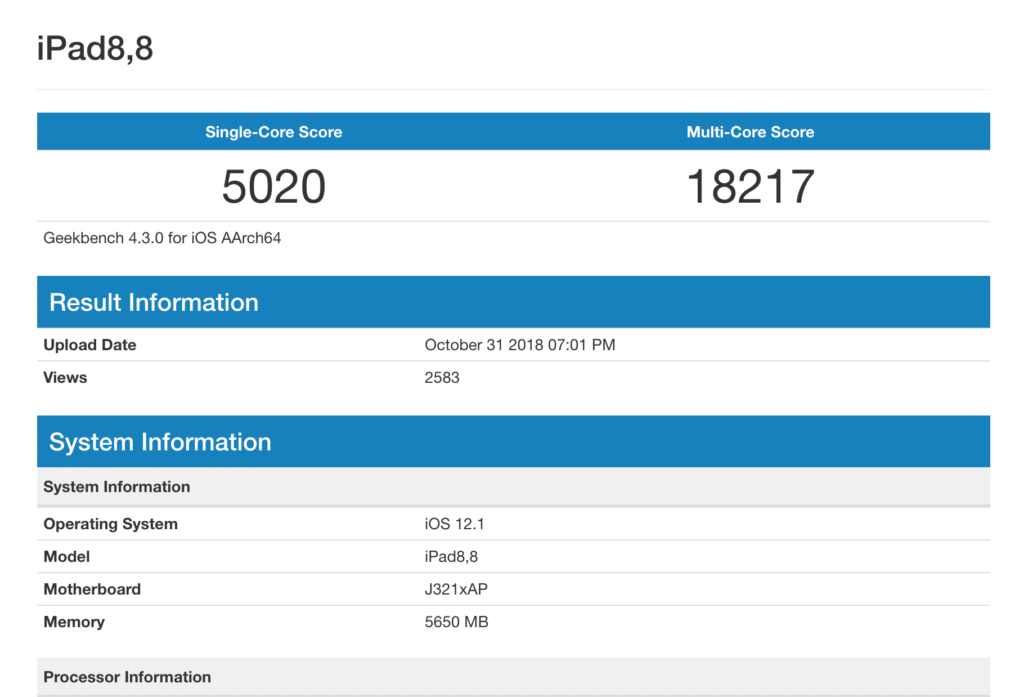 iPad8,8
Single-Core Score Multi-Core Score
5020 18217
Geekbench 4.3.0 for iOS AArch64
Result Information
Upload Date October 31 2018 07:01 PM
Views 2583
System Information
System Information
Operating System iOS 12.1
Model iPad8,8
Motherboard J321xAP
Memory 5650 MB
Processor Information